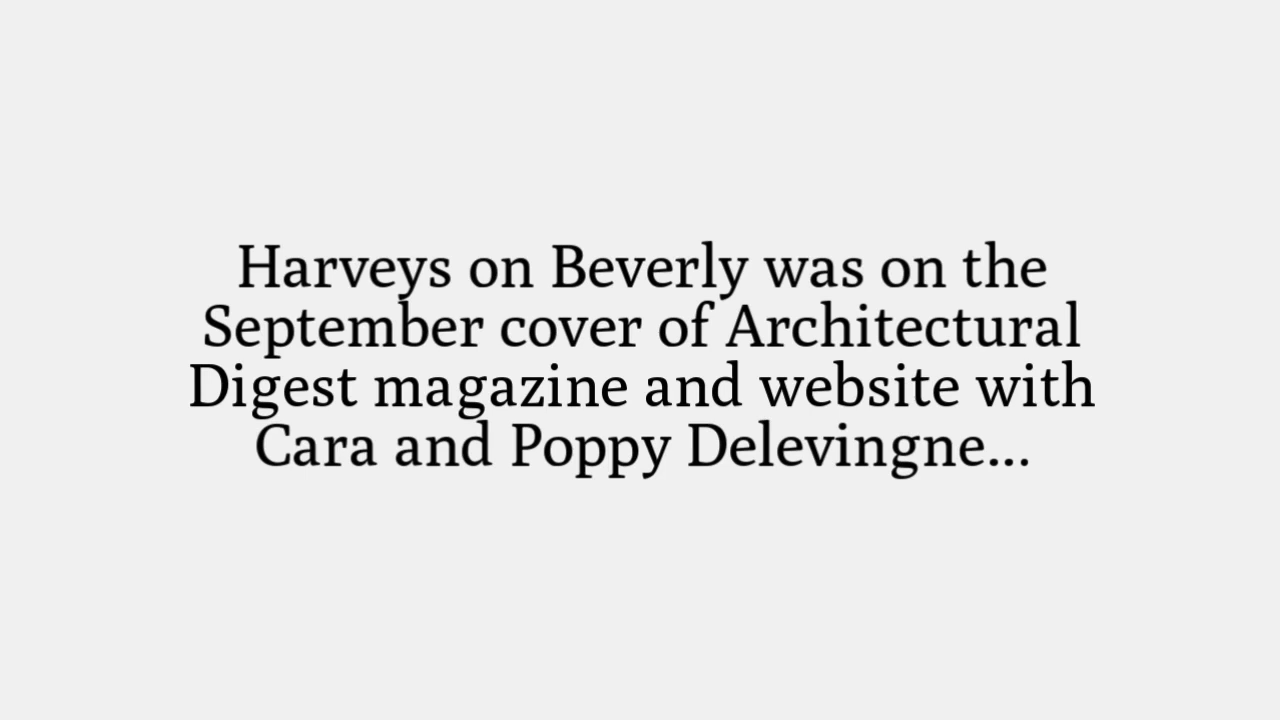 Harveys on Beverly was on the
September cover of Architectural
Digest magazine and website with
Cara and Poppy Delevingne...